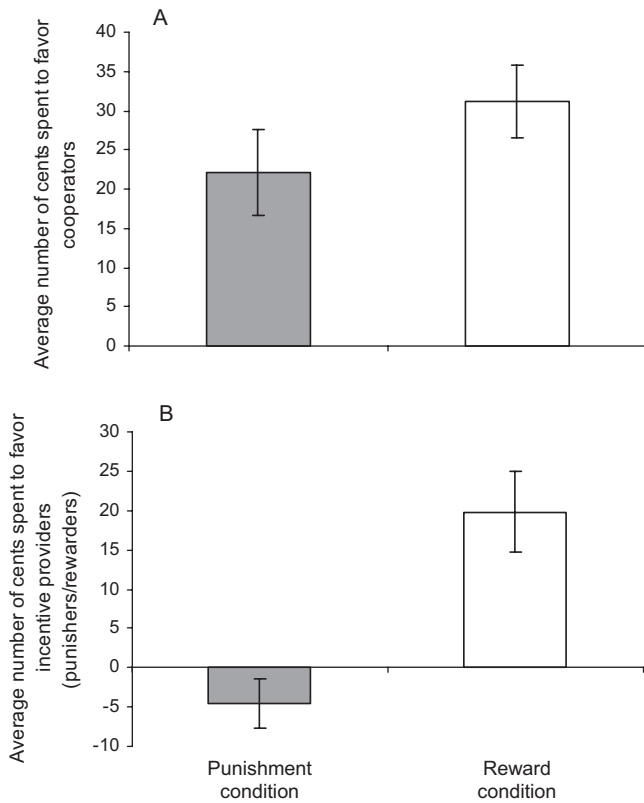 A
Average number of cents spent to favor
cooperators
40
35
30
25
20
15
10
5
0
B
Average number of cents spent to favor
incentive providers
(punishers/rewarders)
30
25
20
15
10
5
0
-5
-10
Punishment
condition
Reward
condition